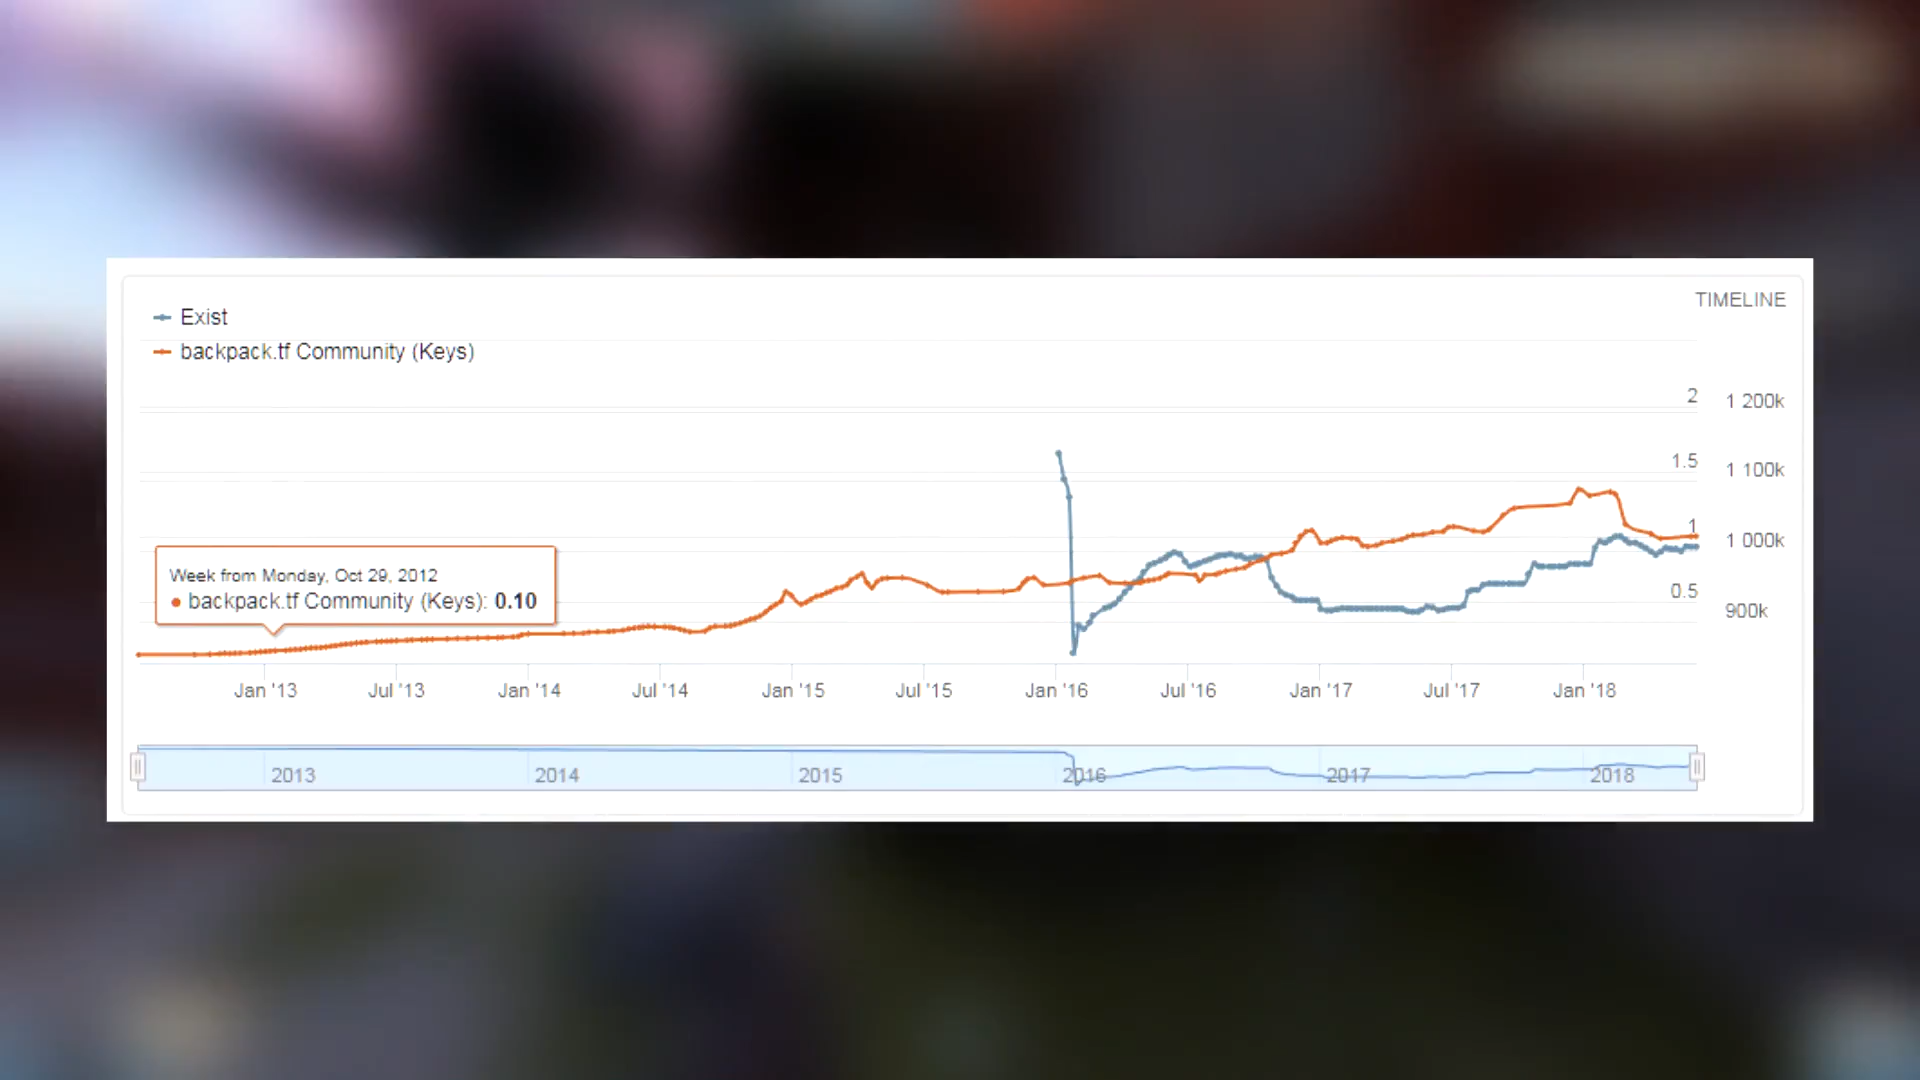 Exist
TIMELINE
backpack.tf Community (Keys)
2
1 200k
1.5
1 100k
1
1 000k
Week from Monday, Oct 29, 2012
backpack.tf Community (Keys): 0.10
0.5
900k
Jan '13 Jul '13 Jan '14 Jul '14 Jan '15 Jul '15 Jan '16 Jul '16 Jan '17 Jul '17 Jan '18
2013 2014 2015 2016 2017 2018